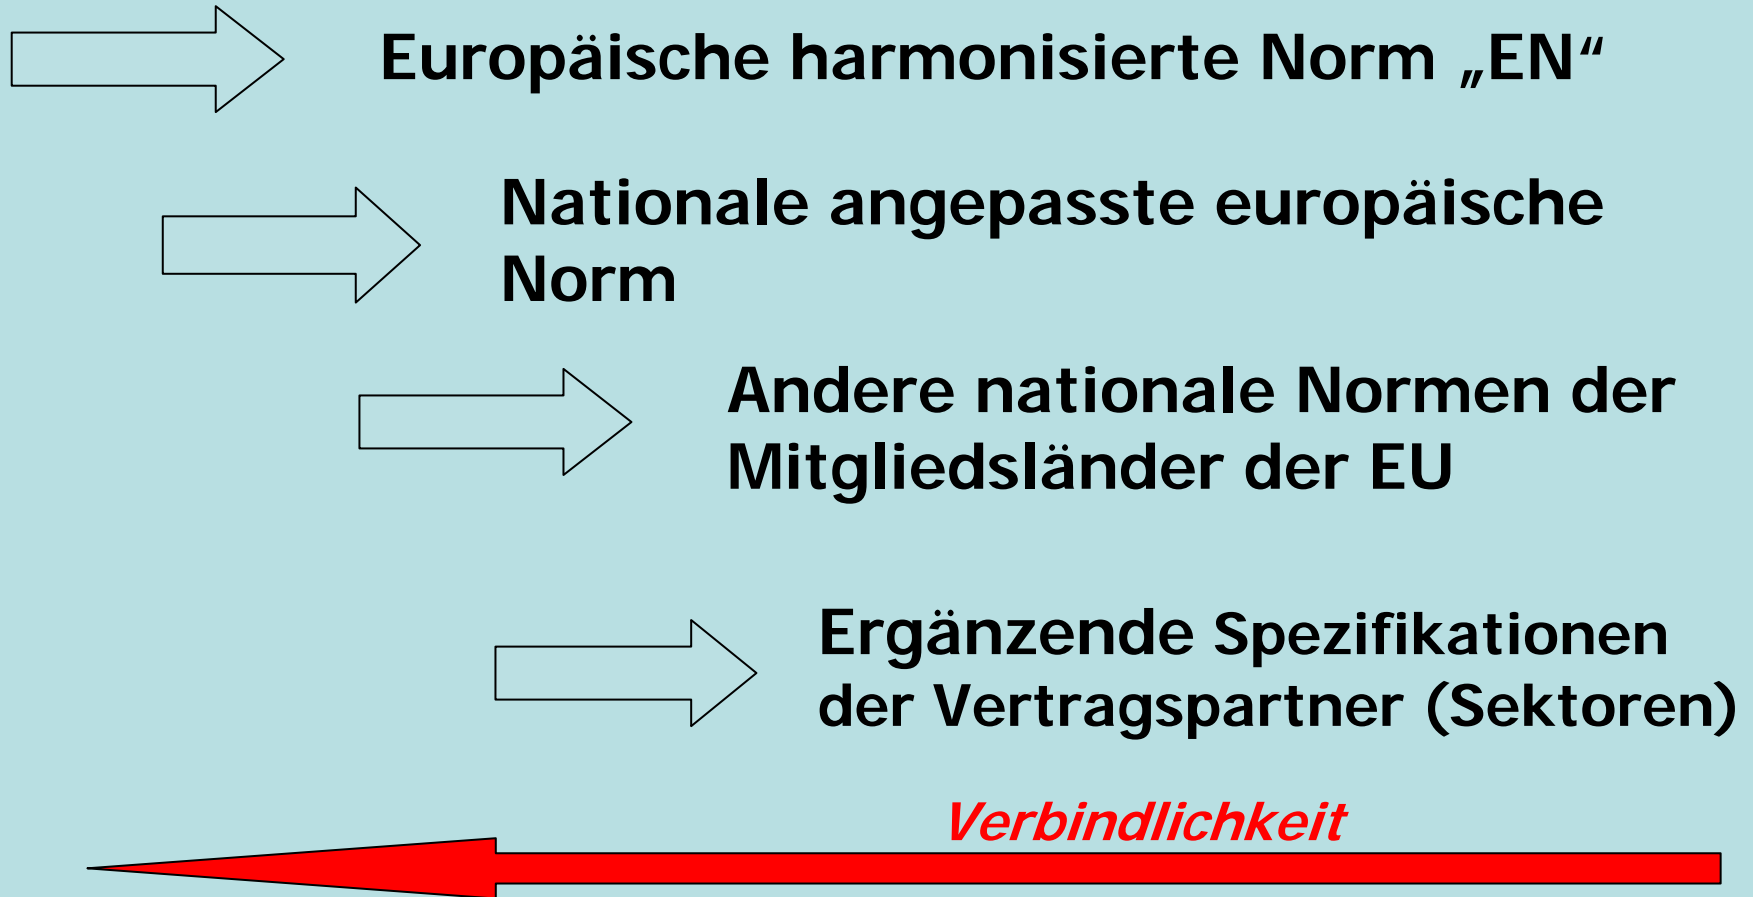 Europäische harmonisierte Norm „EN“
Nationale angepasste europäische
Norm
Andere nationale Normen der
Mitgliedsländer der EU
Ergänzende Spezifikationen
der Vertragspartner (Sektoren)
Verbindlichkeit